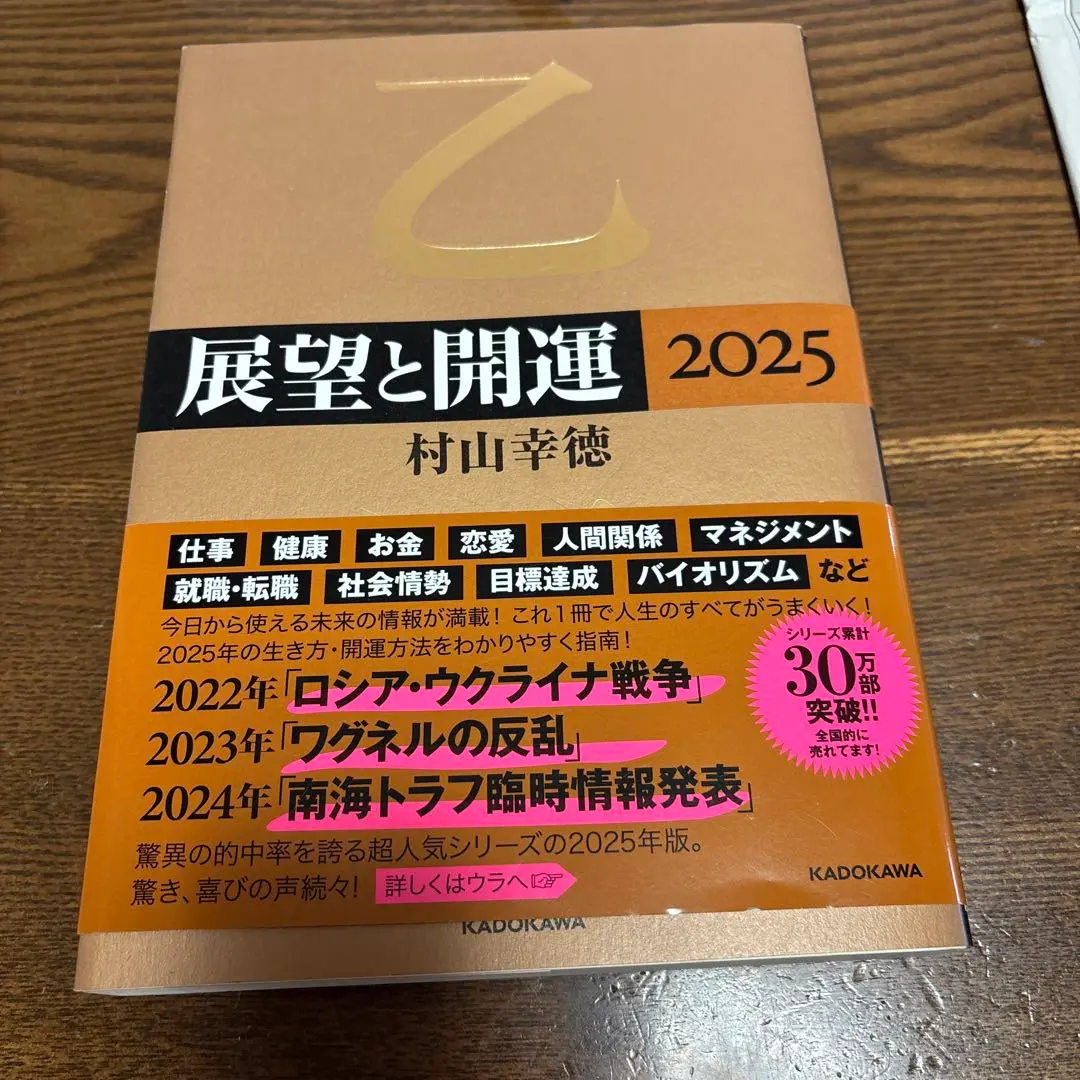 乙
展望と開運 2025
村山幸徳
仕事 健康 お金 恋愛 人間関係 マネジメント
就職・転職 社会情勢 目標達成 バイオリズム など
今日から使える未来の情報が満載！これ1冊で人生のすべてがうまくいく！
2025年の生き方・開運方法をわかりやすく指南！
2022年「ロシア・ウクライナ戦争」
2023年「ワグネルの反乱」
2024年「南海トラフ臨時情報発表」
シリーズ累計
30万部
突破!!
全国的に
売れてます！
驚異の的中率を誇る超人気シリーズの2025年版。
驚き、喜びの声続々！ 詳しくはウラへ
KADOKAWA
KADOKAWA